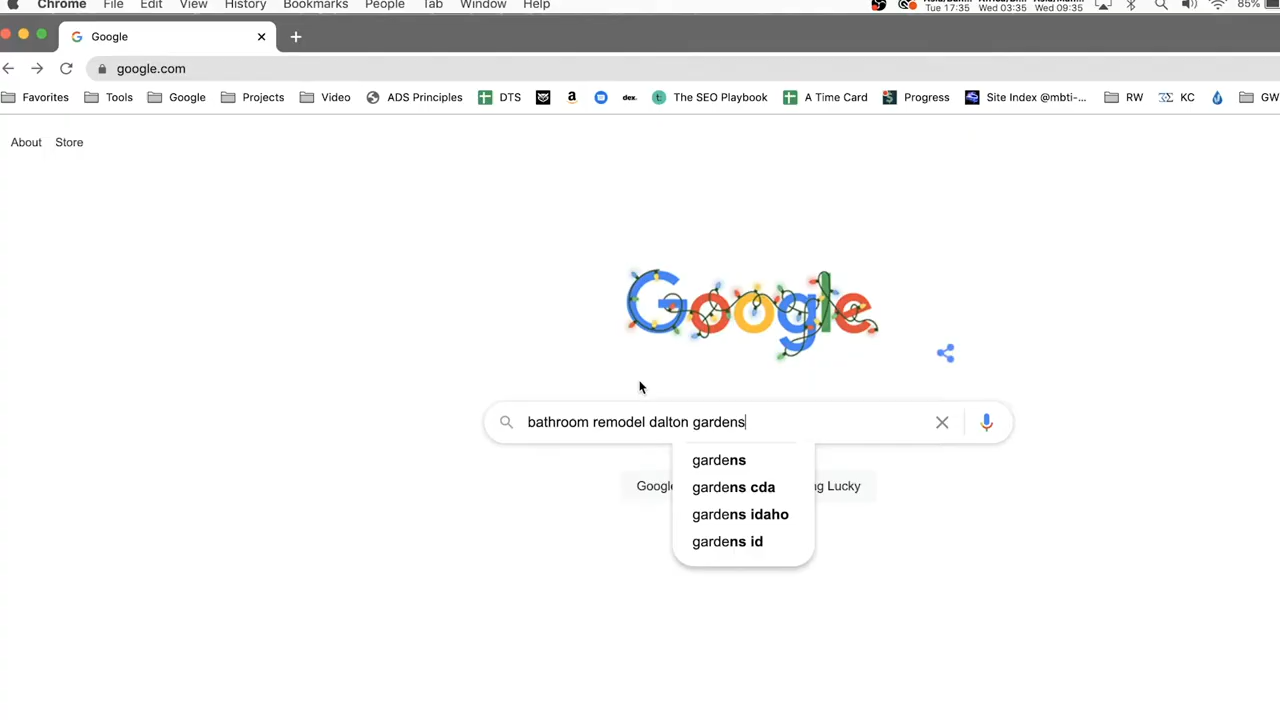 Chrome File Edit View History Bookmarks People Tab Window Help 85%
Tue 17:35 Wed 03:35 Wed 09:35
Google
google.com
Favorites Tools Google Projects Video ADS Principles DTS a dex. t The SEO Playbook A Time Card Progress Site Index @mbti-... RW KC GW
About Store
Google
bathroom remodel dalton gardens
gardens
gardens cda
Google ng Lucky
gardens idaho
gardens id